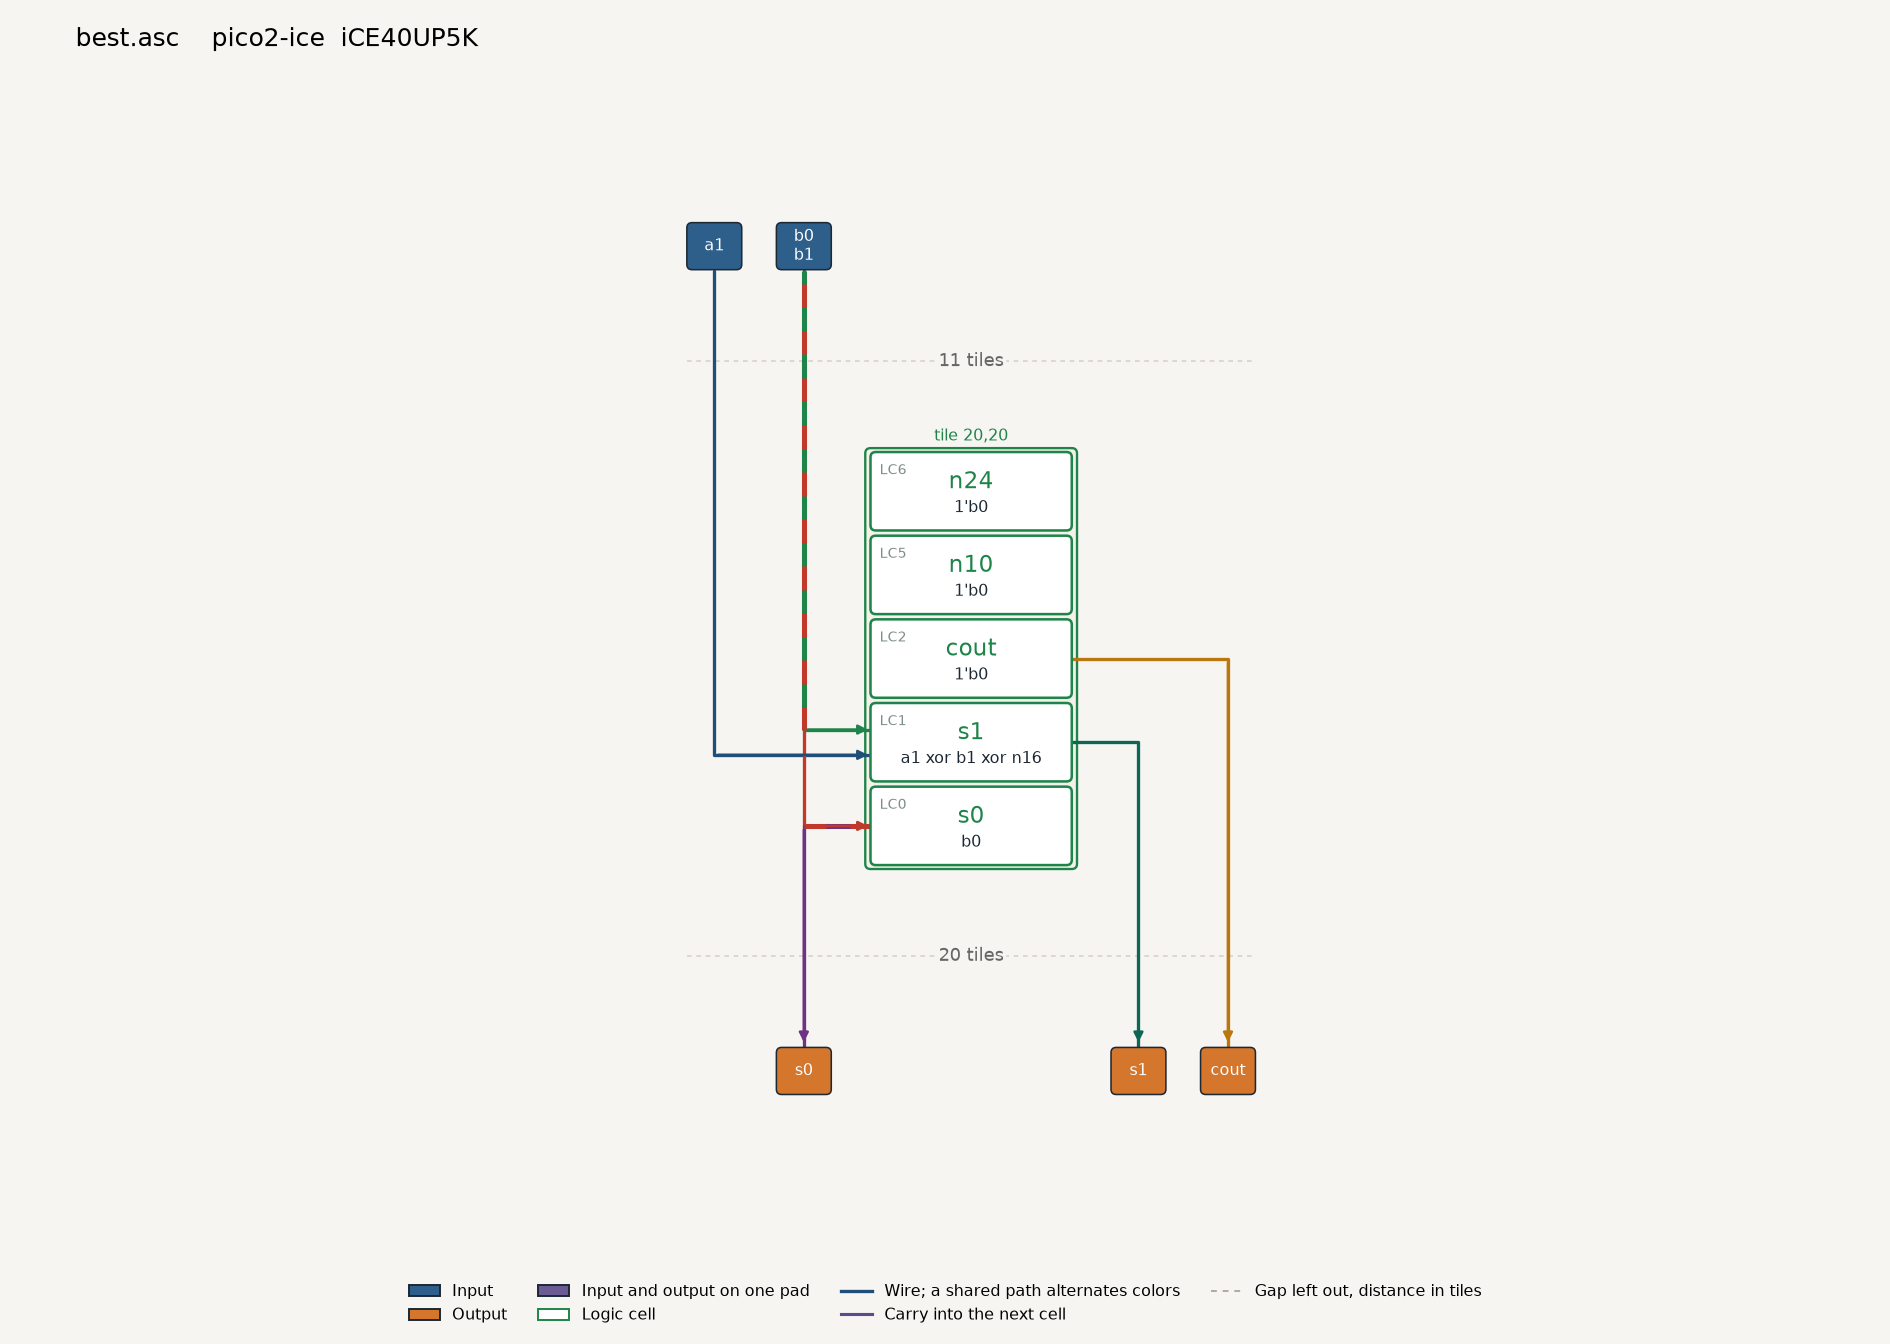 best.asc    pico2-ice  iCE40UP5K
a1
b0
b1
11 tiles
tile 20,20
LC6
n24
1'b0
LC5
n10
1'b0
LC2
cout
1'b0
LC1
s1
a1 xor b1 xor n16
LC0
s0
b0
20 tiles
s0
s1
cout
Input
Output
Input and output on one pad
Logic cell
Wire; a shared path alternates colors
Carry into the next cell
Gap left out, distance in tiles